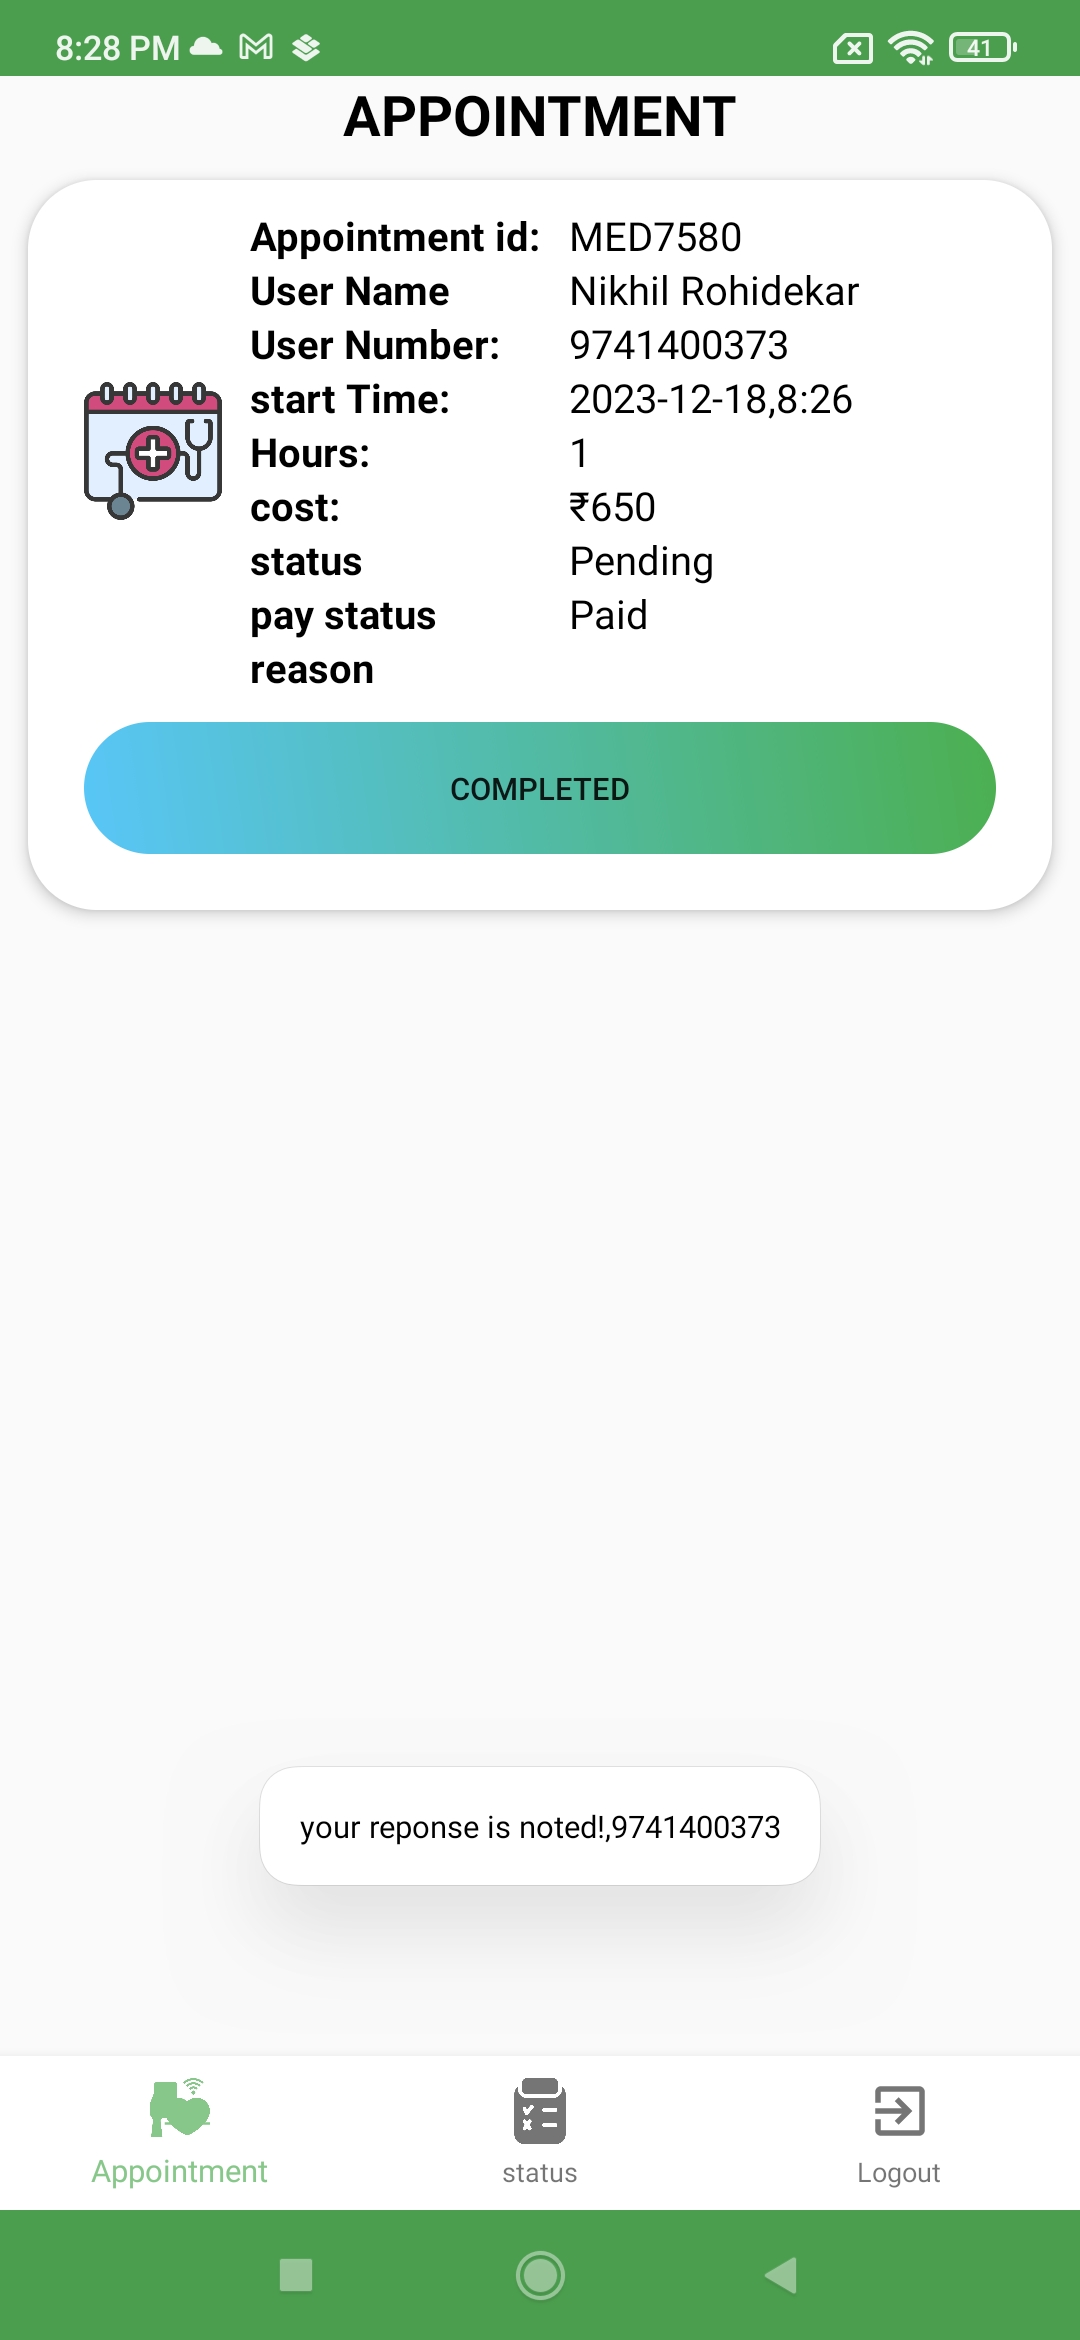 8:28 PM
41
APPOINTMENT
Appointment id: MED7580
User Name Nikhil Rohidekar
User Number: 9741400373
start Time: 2023-12-18,8:26
Hours: 1
cost: ₹650
status Pending
pay status Paid
reason
COMPLETED
your reponse is noted!,9741400373
Appointment status Logout